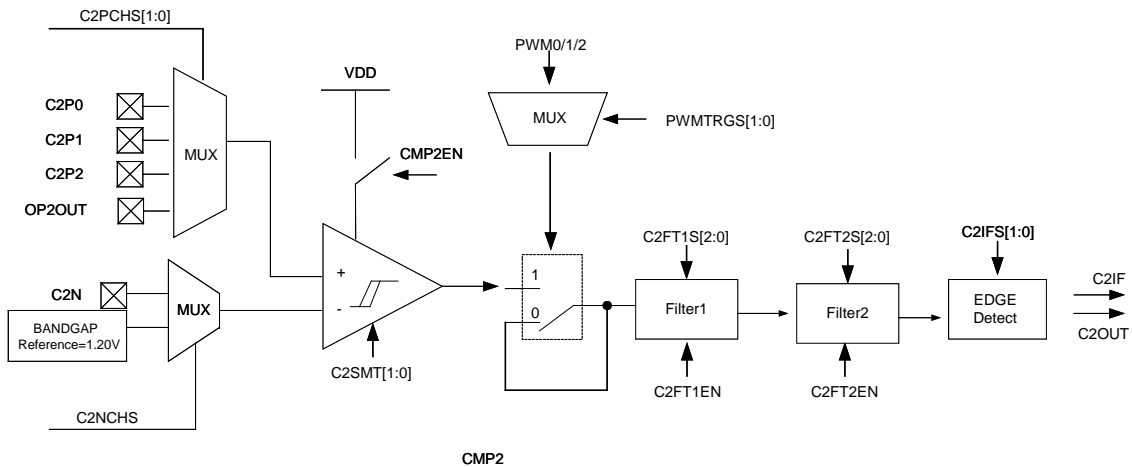 C2PCHS[1:0]
C2P0
C2P1
C2P2
OP2OUT
MUX
VDD
CMP2EN
PWM0/1/2
MUX
PWMTRGS[1:0]
C2N
BANDGAP
Reference=1.20V
MUX
C2NCHS
+
-
C2SMT[1:0]
1
0
C2FT1S[2:0]
Filter1
C2FT1EN
C2FT2S[2:0]
Filter2
C2FT2EN
C2IFS[1:0]
EDGE
Detect
C2IF
C2OUT
CMP2